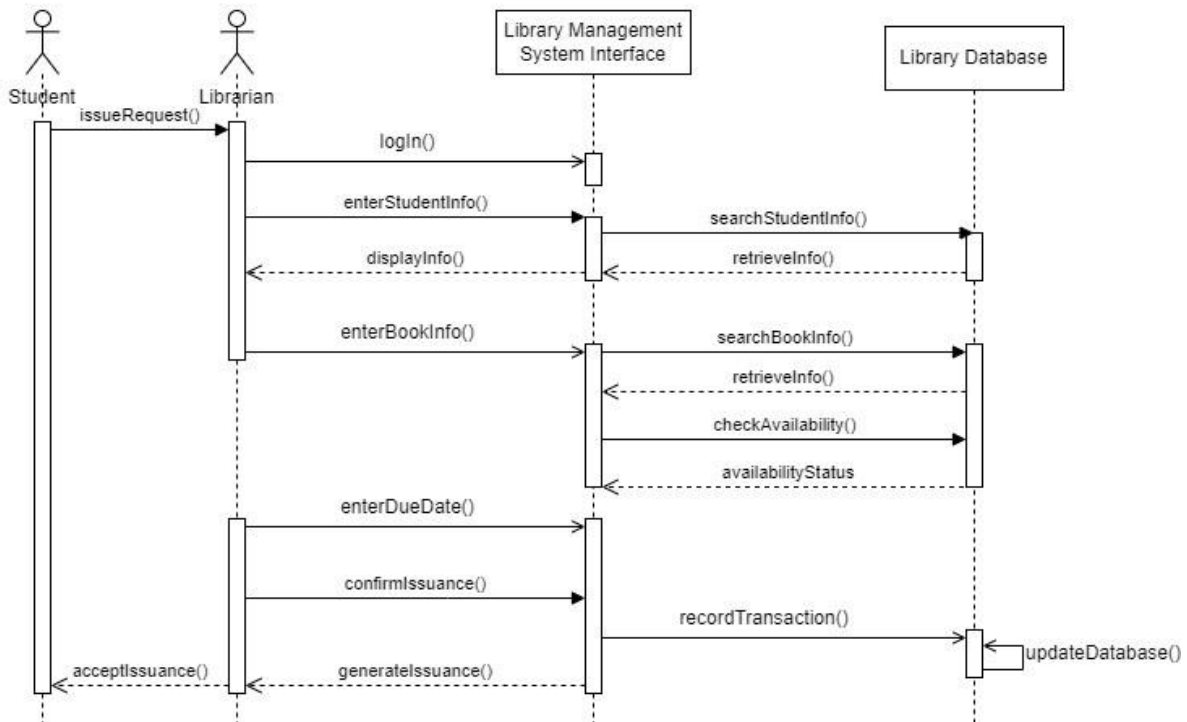 Library Management
System Interface
Library Database
Student
Librarian
issueRequest()
logIn()
enterStudentInfo()
searchStudentInfo()
displayInfo()
retrieveInfo()
enterBookInfo()
searchBookInfo()
retrieveInfo()
checkAvailability()
availabilityStatus
enterDueDate()
confirmIssuance()
recordTransaction()
updateDatabase()
acceptIssuance()
generateIssuance()